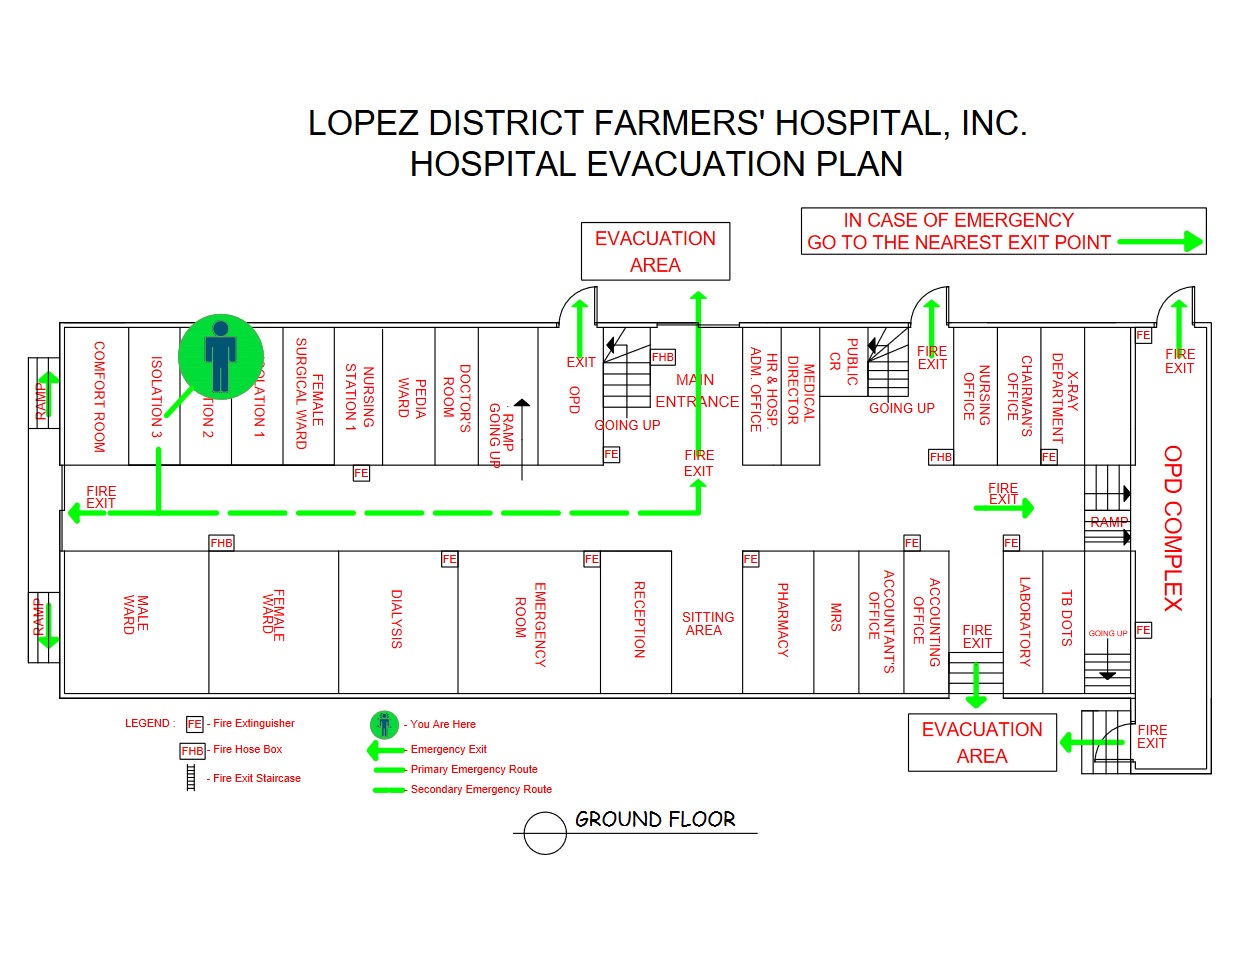 LOPEZ DISTRICT FARMERS' HOSPITAL, INC.
HOSPITAL EVACUATION PLAN
IN CASE OF EMERGENCY
GO TO THE NEAREST EXIT POINT
EVACUATION
AREA
RAMP
COMFORT ROOM
ISOLATION 3
2
1
FEMALE
SURGICAL WARD
NURSING
STATION 1
PEDIA
WARD
DOCTOR'S
ROOM
RAMP
GOING UP
EXIT
OPD
GOING UP
FHB
MAIN
ENTRANCE
FE
FIRE
EXIT
HR & HOSP.
ADM. OFFICE
MEDICAL
DIRECTOR
PUBLIC
CR
GOING UP
FIRE
EXIT
FHB
NURSING
OFFICE
CHAIRMAN'S
OFFICE
X-RAY
DEPARTMENT
FE
FE
FIRE
EXIT
OPD COMPLEX
FE
FIRE
EXIT
FIRE
EXIT
RAMP
FHB
FE
FE
FE
FE
FE
RAMP
MALE
WARD
FEMALE
WARD
DIALYSIS
EMERGENCY
ROOM
RECEPTION
SITTING
AREA
PHARMACY
MRS
ACCOUNTANT'S
OFFICE
ACCOUNTING
OFFICE
FIRE
EXIT
LABORATORY
TB DOTS
GOING UP
FE
EVACUATION
AREA
FIRE
EXIT
LEGEND :
FE - Fire Extinguisher
FHB - Fire Hose Box
- Fire Exit Staircase
- You Are Here
- Emergency Exit
- Primary Emergency Route
- Secondary Emergency Route
GROUND FLOOR